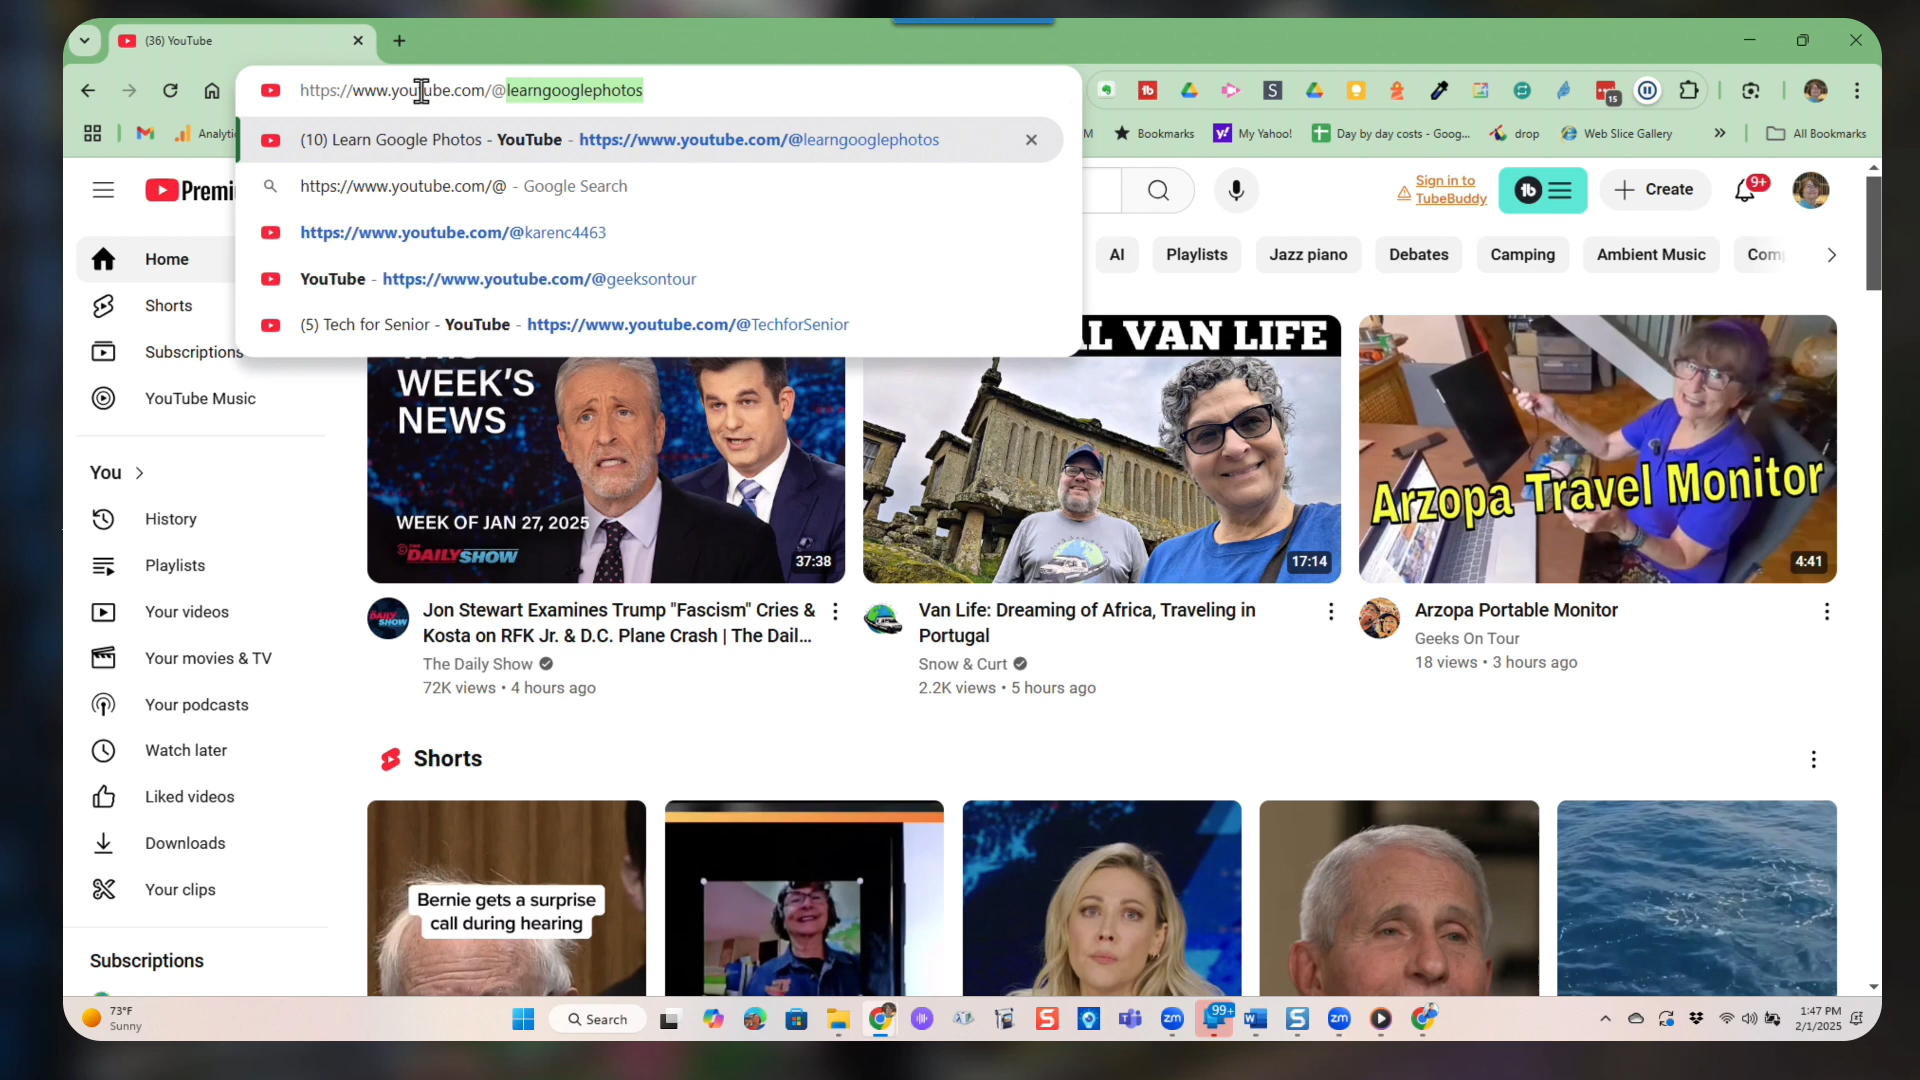 (36) YouTube
https://www.youtube.com/@learngooglephotos
15
(10) Learn Google Photos - YouTube - https://www.youtube.com/@learngooglephotos
https://www.youtube.com/@ - Google Search
https://www.youtube.com/@karenc4463
YouTube - https://www.youtube.com/@geeksontour
(5) Tech for Senior - YouTube - https://www.youtube.com/@TechforSenior
Analytic
M
Bookmarks
My Yahoo!
Day by day costs - Goog...
drop
Web Slice Gallery
All Bookmarks
Premi
Sign in to
TubeBuddy
Create
9+
AI
Playlists
Jazz piano
Debates
Camping
Ambient Music
Com
Home
Shorts
Subscriptions
YouTube Music
You
History
Playlists
Your videos
Your movies & TV
Your podcasts
Watch later
Liked videos
Downloads
Your clips
Subscriptions
WEEK'S
NEWS
WEEK OF JAN 27, 2025
THE DAILY SHOW
37:38
L VAN LIFE
17:14
Arzopa Travel Monitor
4:41
Jon Stewart Examines Trump "Fascism" Cries &
Kosta on RFK Jr. & D.C. Plane Crash | The Dail...
The Daily Show
72K views • 4 hours ago
Van Life: Dreaming of Africa, Traveling in
Portugal
Snow & Curt
2.2K views • 5 hours ago
Arzopa Portable Monitor
Geeks On Tour
18 views • 3 hours ago
Shorts
Bernie gets a surprise
call during hearing
73°F
Sunny
Search
zm
99+
zm
1:47 PM
2/1/2025